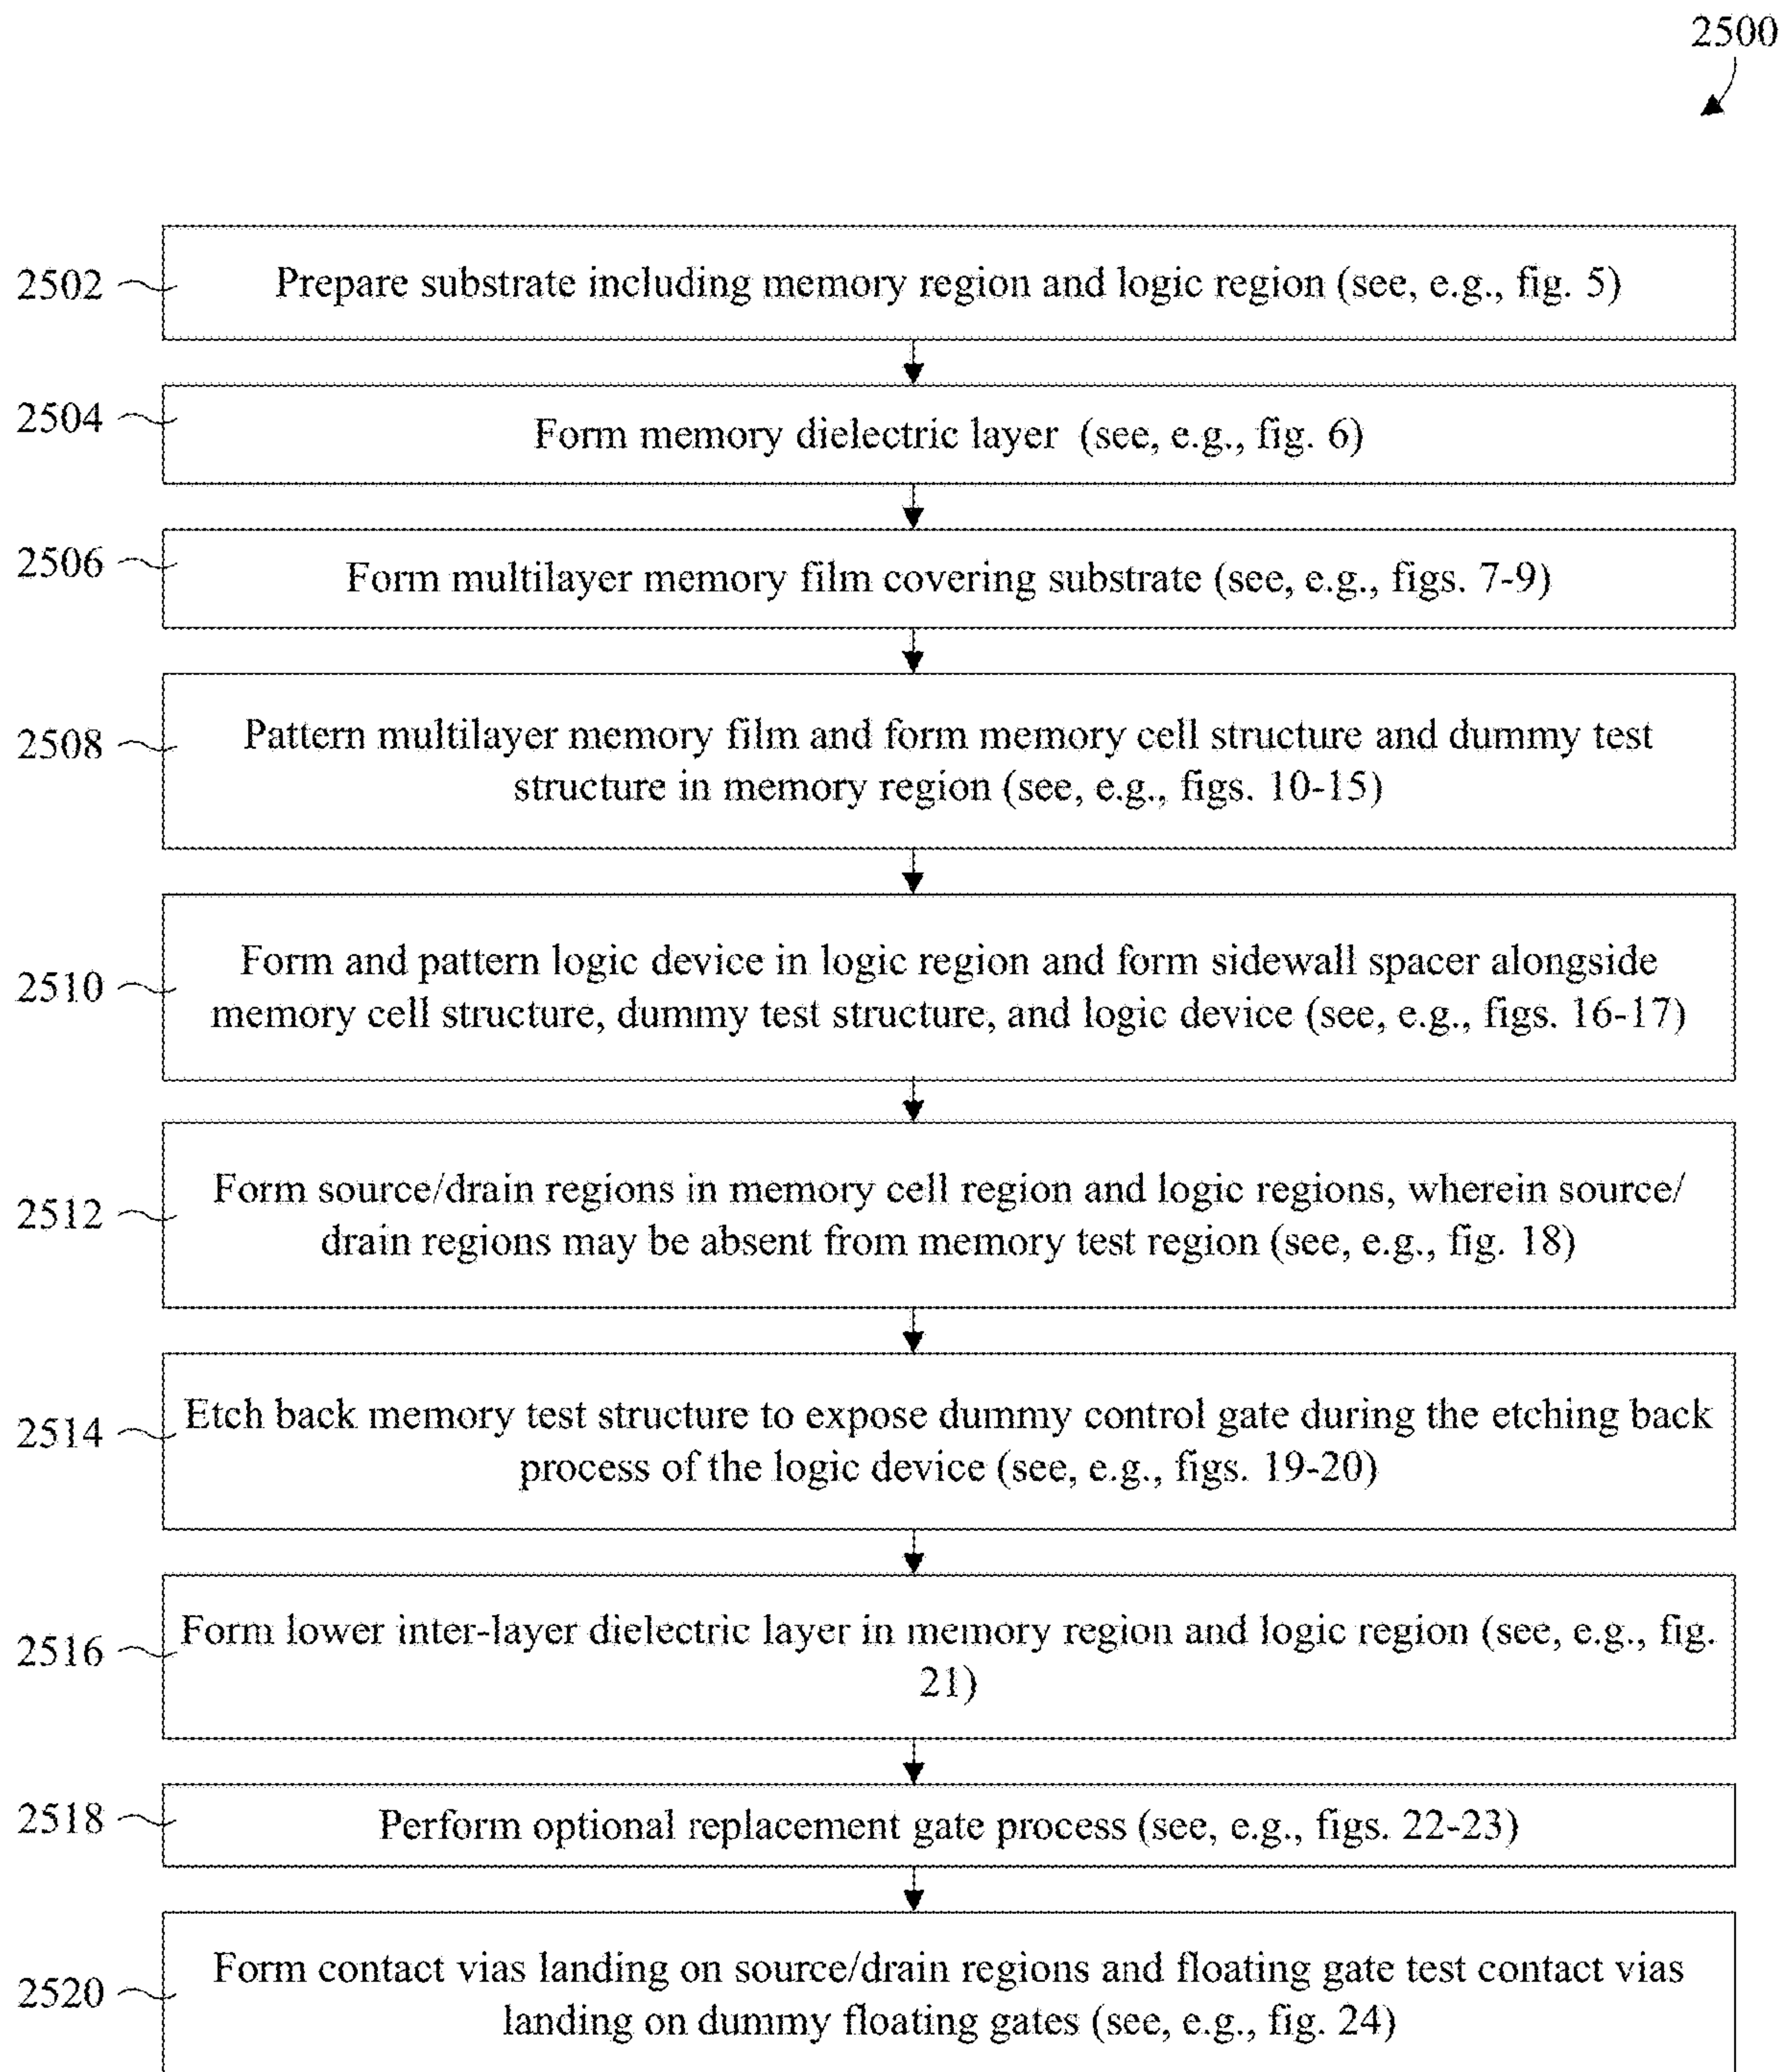 2500
2502
Prepare substrate including memory region and logic region (see, e.g., fig. 5)
2504
Form memory dielectric layer (see, e.g., fig. 6)
2506
Form multilayer memory film covering substrate (see, e.g., figs. 7-9)
2508
Pattern multilayer memory film and form memory cell structure and dummy test
structure in memory region (see, e.g., figs. 10-15)
2510
Form and pattern logic device in logic region and form sidewall spacer alongside
memory cell structure, dummy test structure, and logic device (see, e.g., figs. 16-17)
2512
Form source/drain regions in memory cell region and logic regions, wherein source/
drain regions may be absent from memory test region (see, e.g., fig. 18)
2514
Etch back memory test structure to expose dummy control gate during the etching back
process of the logic device (see, e.g., figs. 19-20)
2516
Form lower inter-layer dielectric layer in memory region and logic region (see, e.g., fig.
21)
2518
Perform optional replacement gate process (see, e.g., figs. 22-23)
2520
Form contact vias landing on source/drain regions and floating gate test contact vias
landing on dummy floating gates (see, e.g., fig. 24)